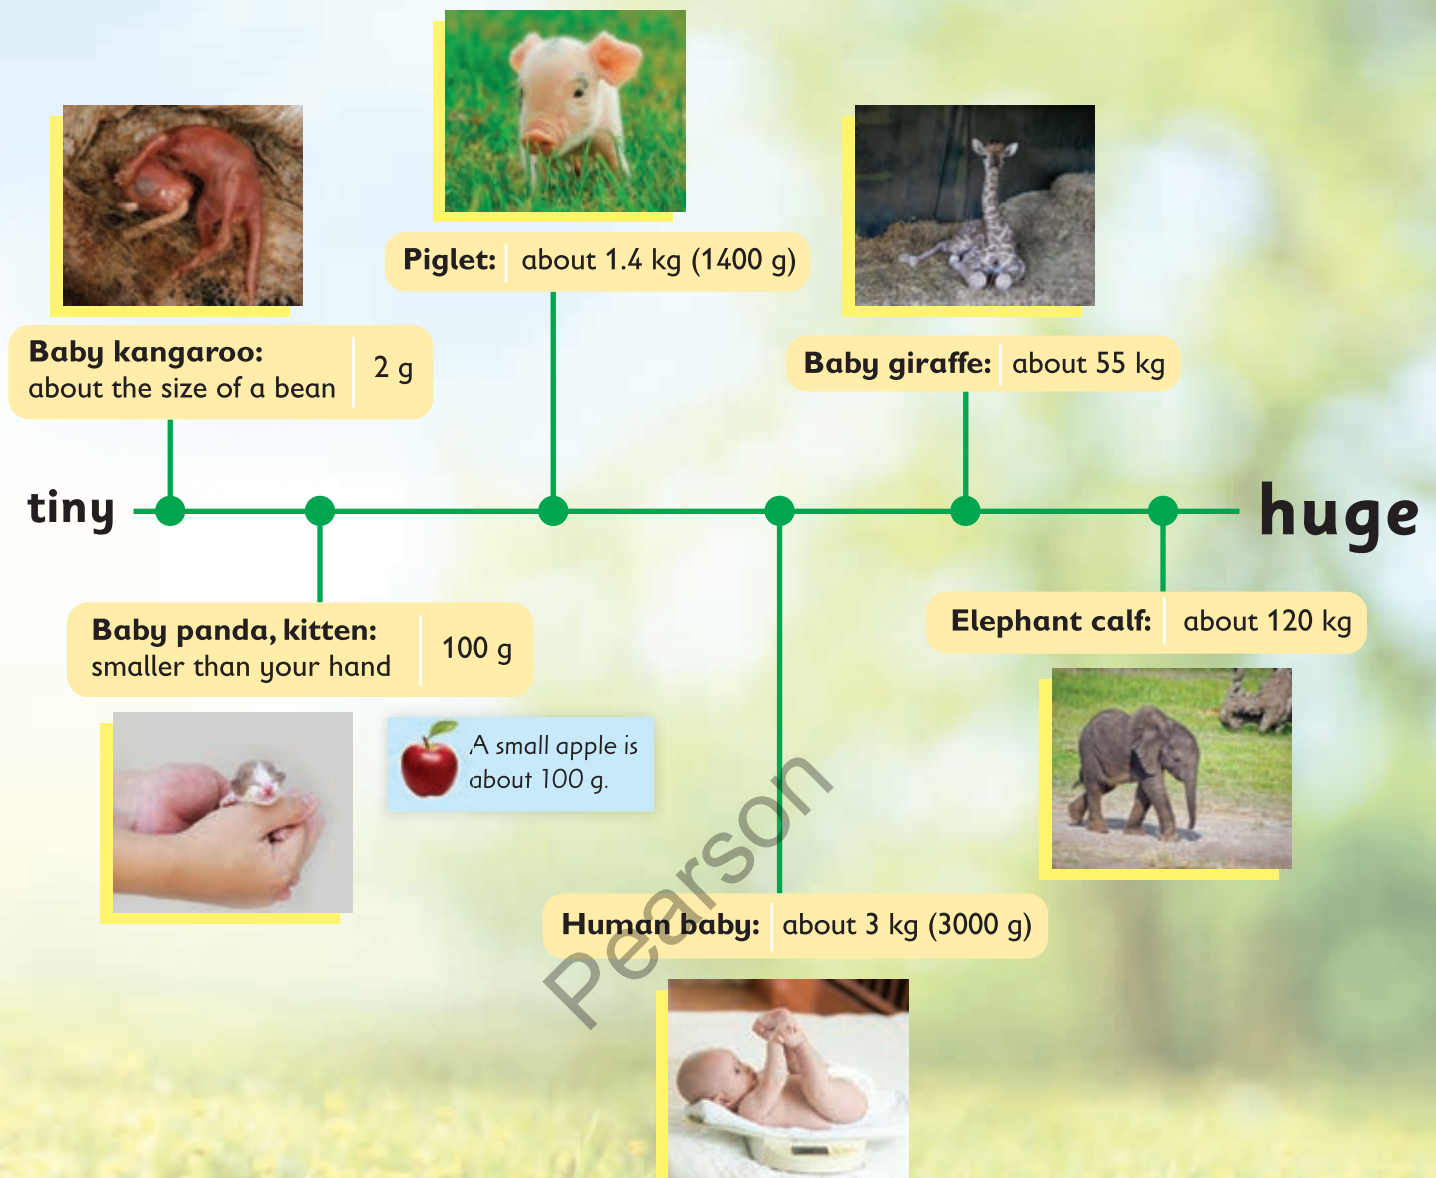 Piglet: about 1.4 kg (1400 g)
Baby kangaroo:
about the size of a bean
2 g
Baby giraffe: about 55 kg
tiny
huge
Baby panda, kitten:
smaller than your hand
100 g
Elephant calf: about 120 kg
A small apple is
about 100 g.
Human baby: about 3 kg (3000 g)
Pearson